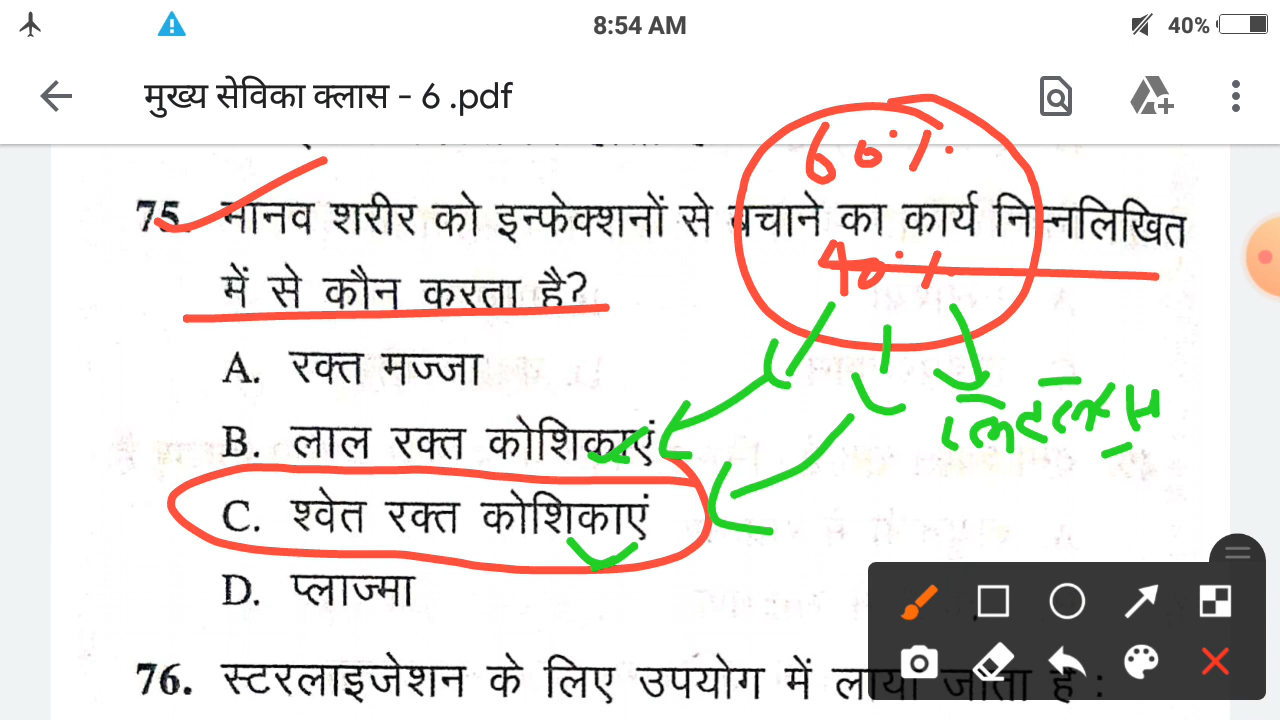 8:54 AM
40%
मुख्य सेविका क्लास - 6 .pdf
60%.
75. मानव शरीर को इन्फेक्शनों से बचाने का कार्य निम्नलिखित
40%.
में से कौन करता है?
A. रक्त मज्जा
B. लाल रक्त कोशिकाएं
C. श्वेत रक्त कोशिकाएं
D. प्लाज्मा
76. स्टरलाइजेशन के लिए उपयोग में लाया जाता है :